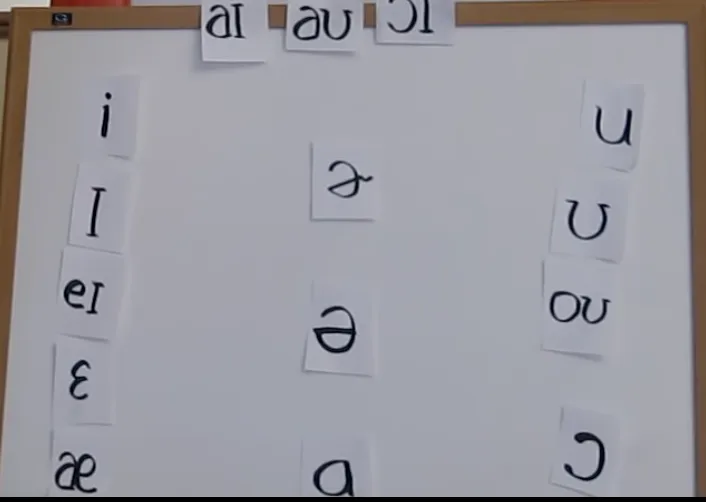 aɪ aʊ ɔɪ
i u
ɚ
ɪ ʊ
eɪ oʊ
ə
ɛ
æ ɑ ɔ